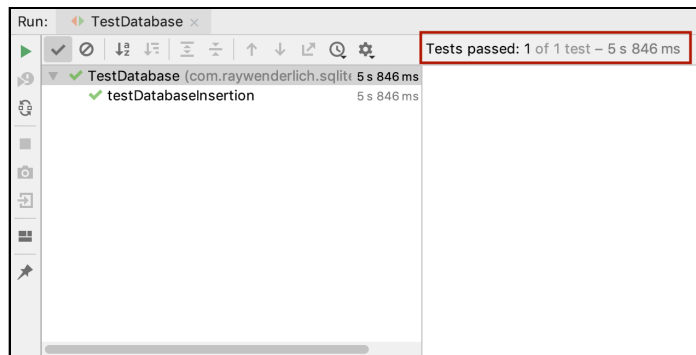 Run: TestDatabase
Tests passed: 1 of 1 test – 5 s 846 ms
TestDatabase (com.raywenderlich.sqlite 5 s 846 ms
testDatabaseInsertion 5 s 846 ms